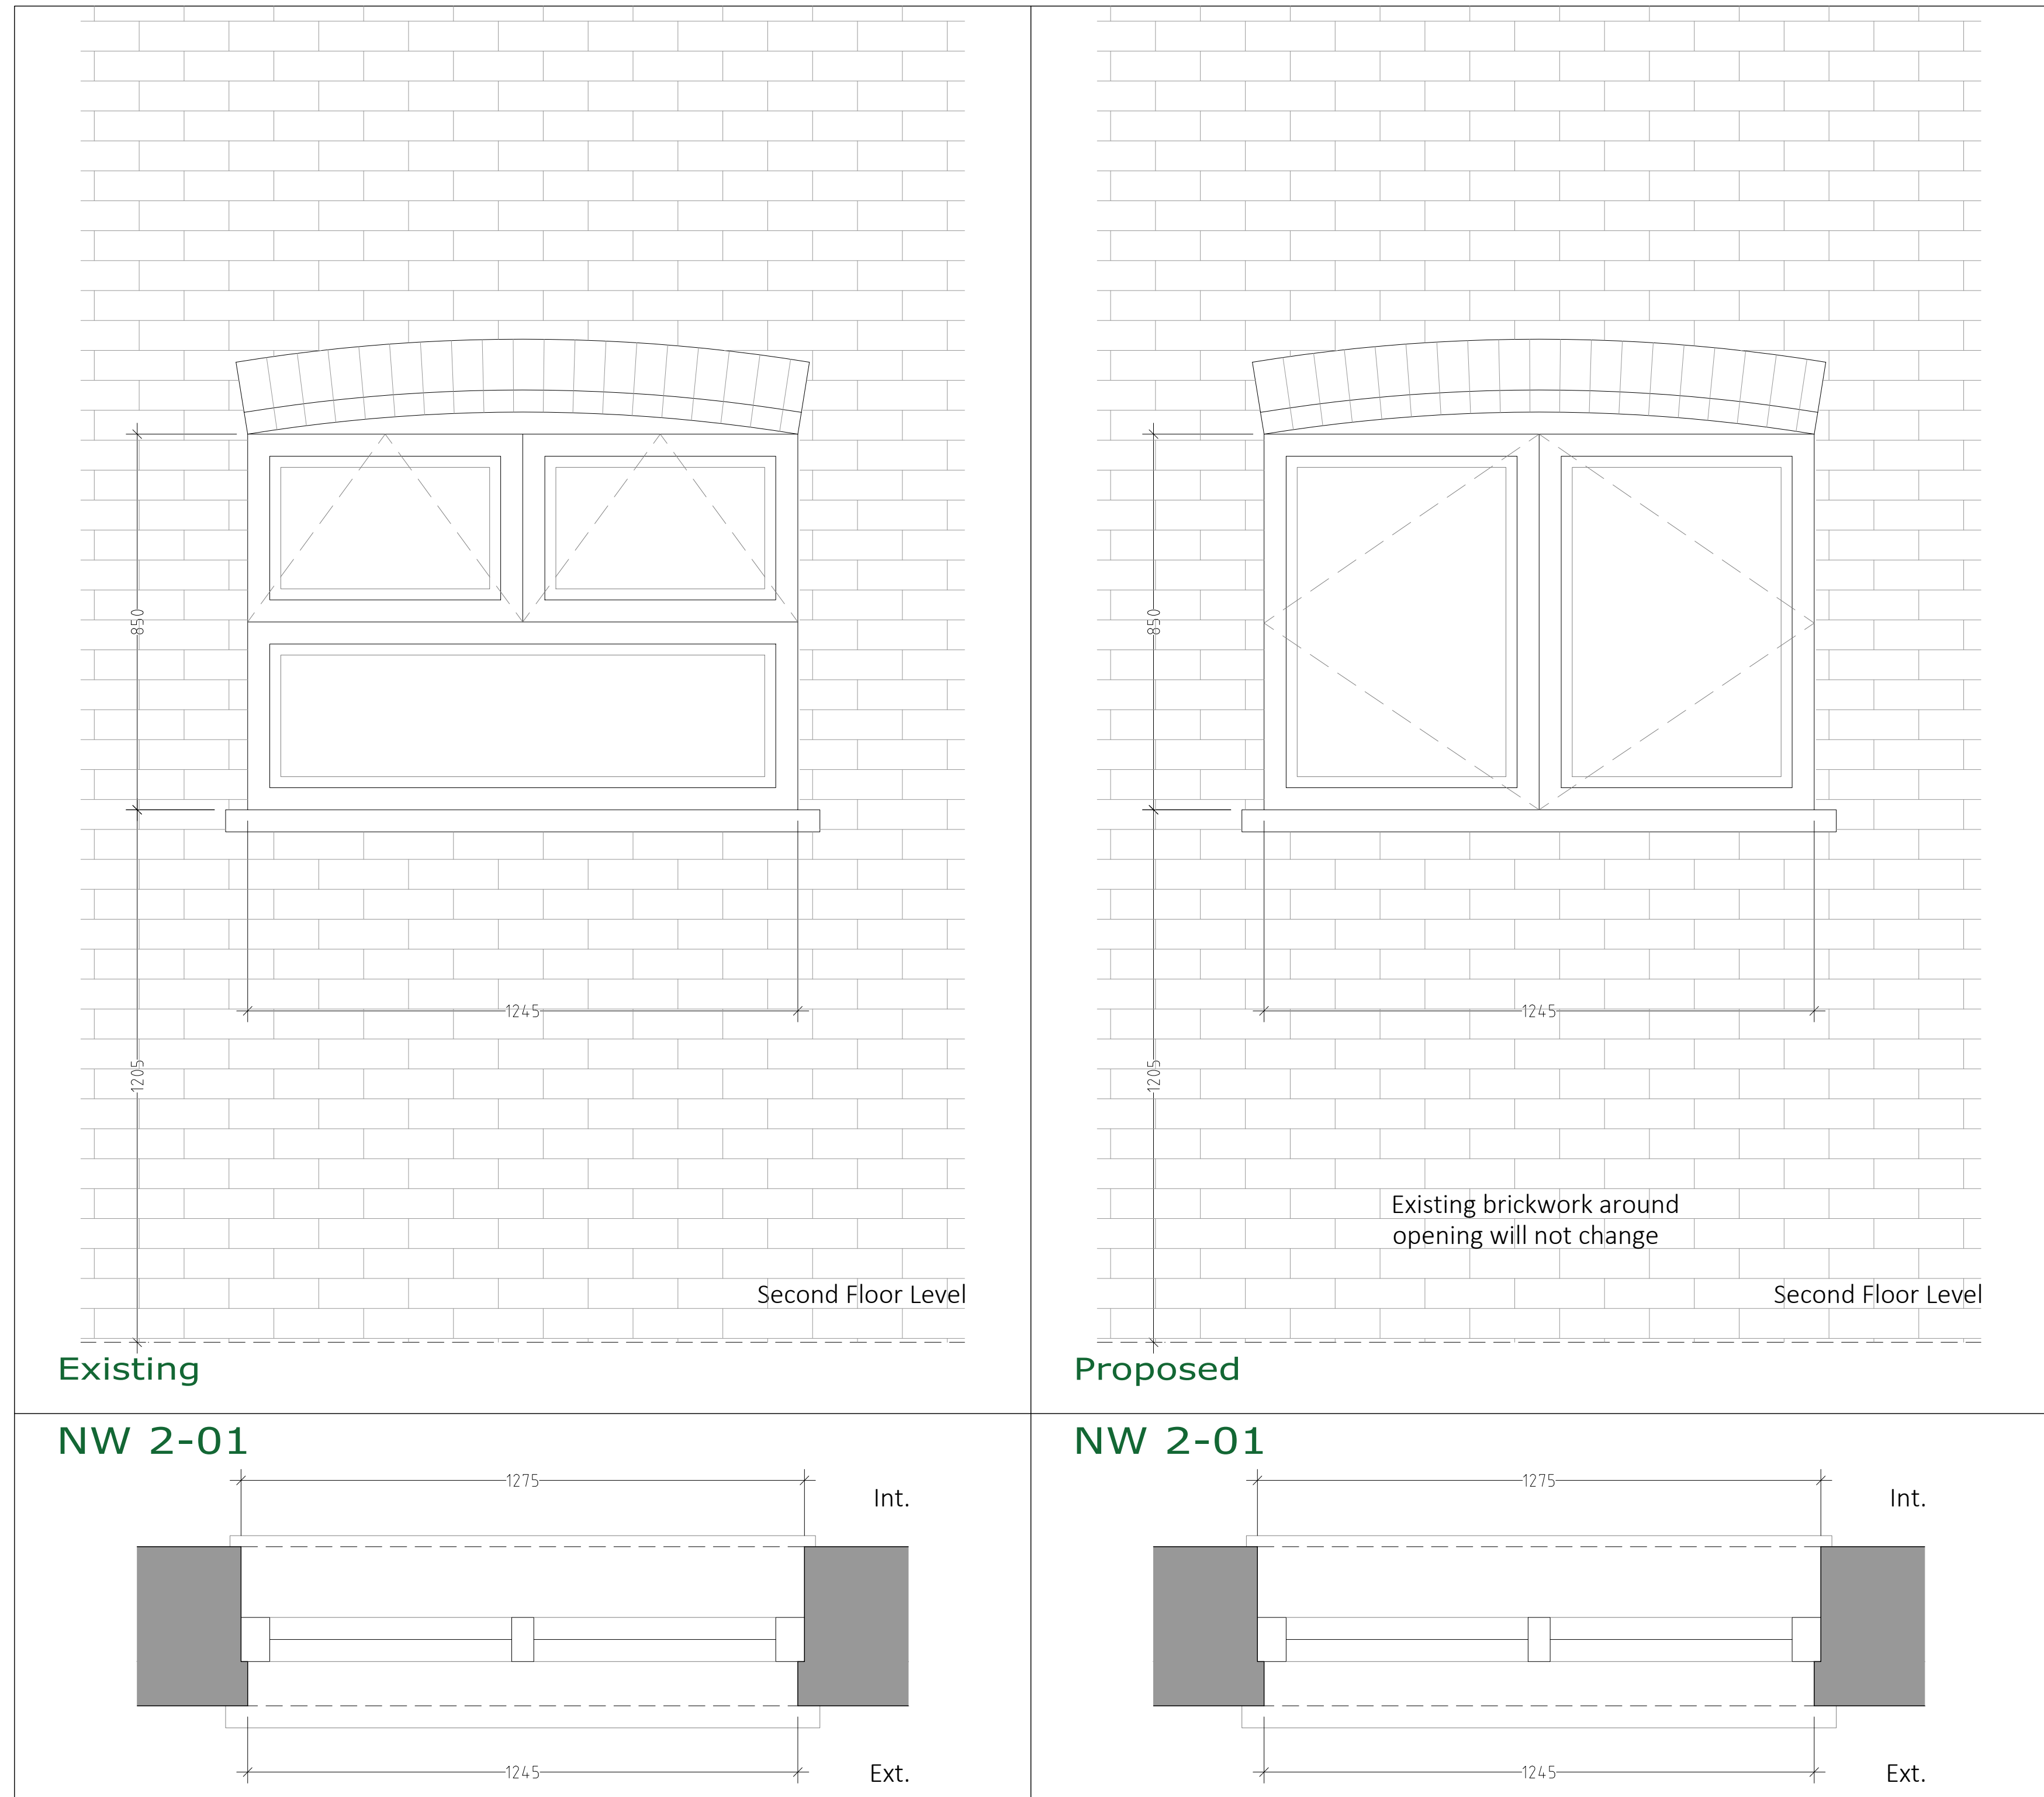 850
850
1245
1245
1205
1205
Existing brickwork around
opening will not change
Second Floor Level
Second Floor Level
Existing
Proposed
NW 2-01
NW 2-01
1275
1275
Int.
Int.
1245
1245
Ext.
Ext.